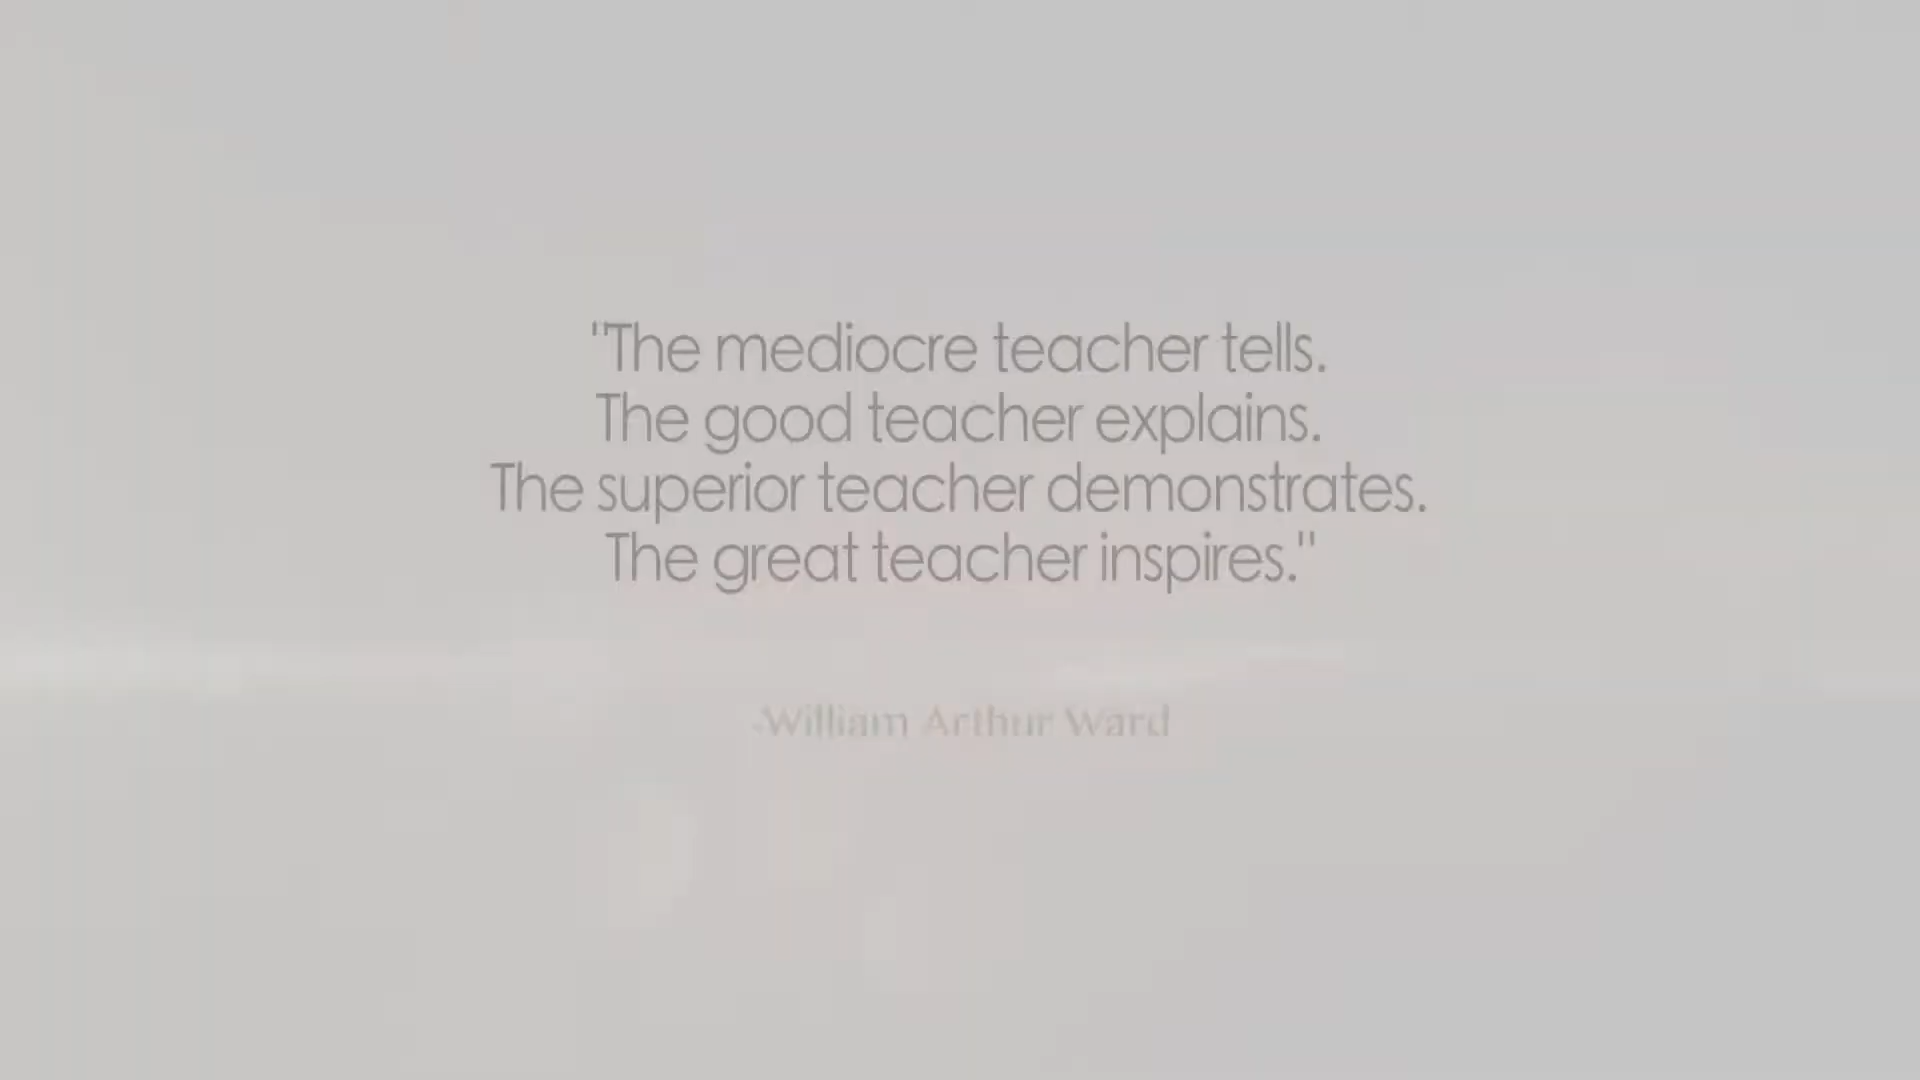 "The mediocre teacher tells.
The good teacher explains.
The superior teacher demonstrates.
The great teacher inspires."
-William Arthur Ward